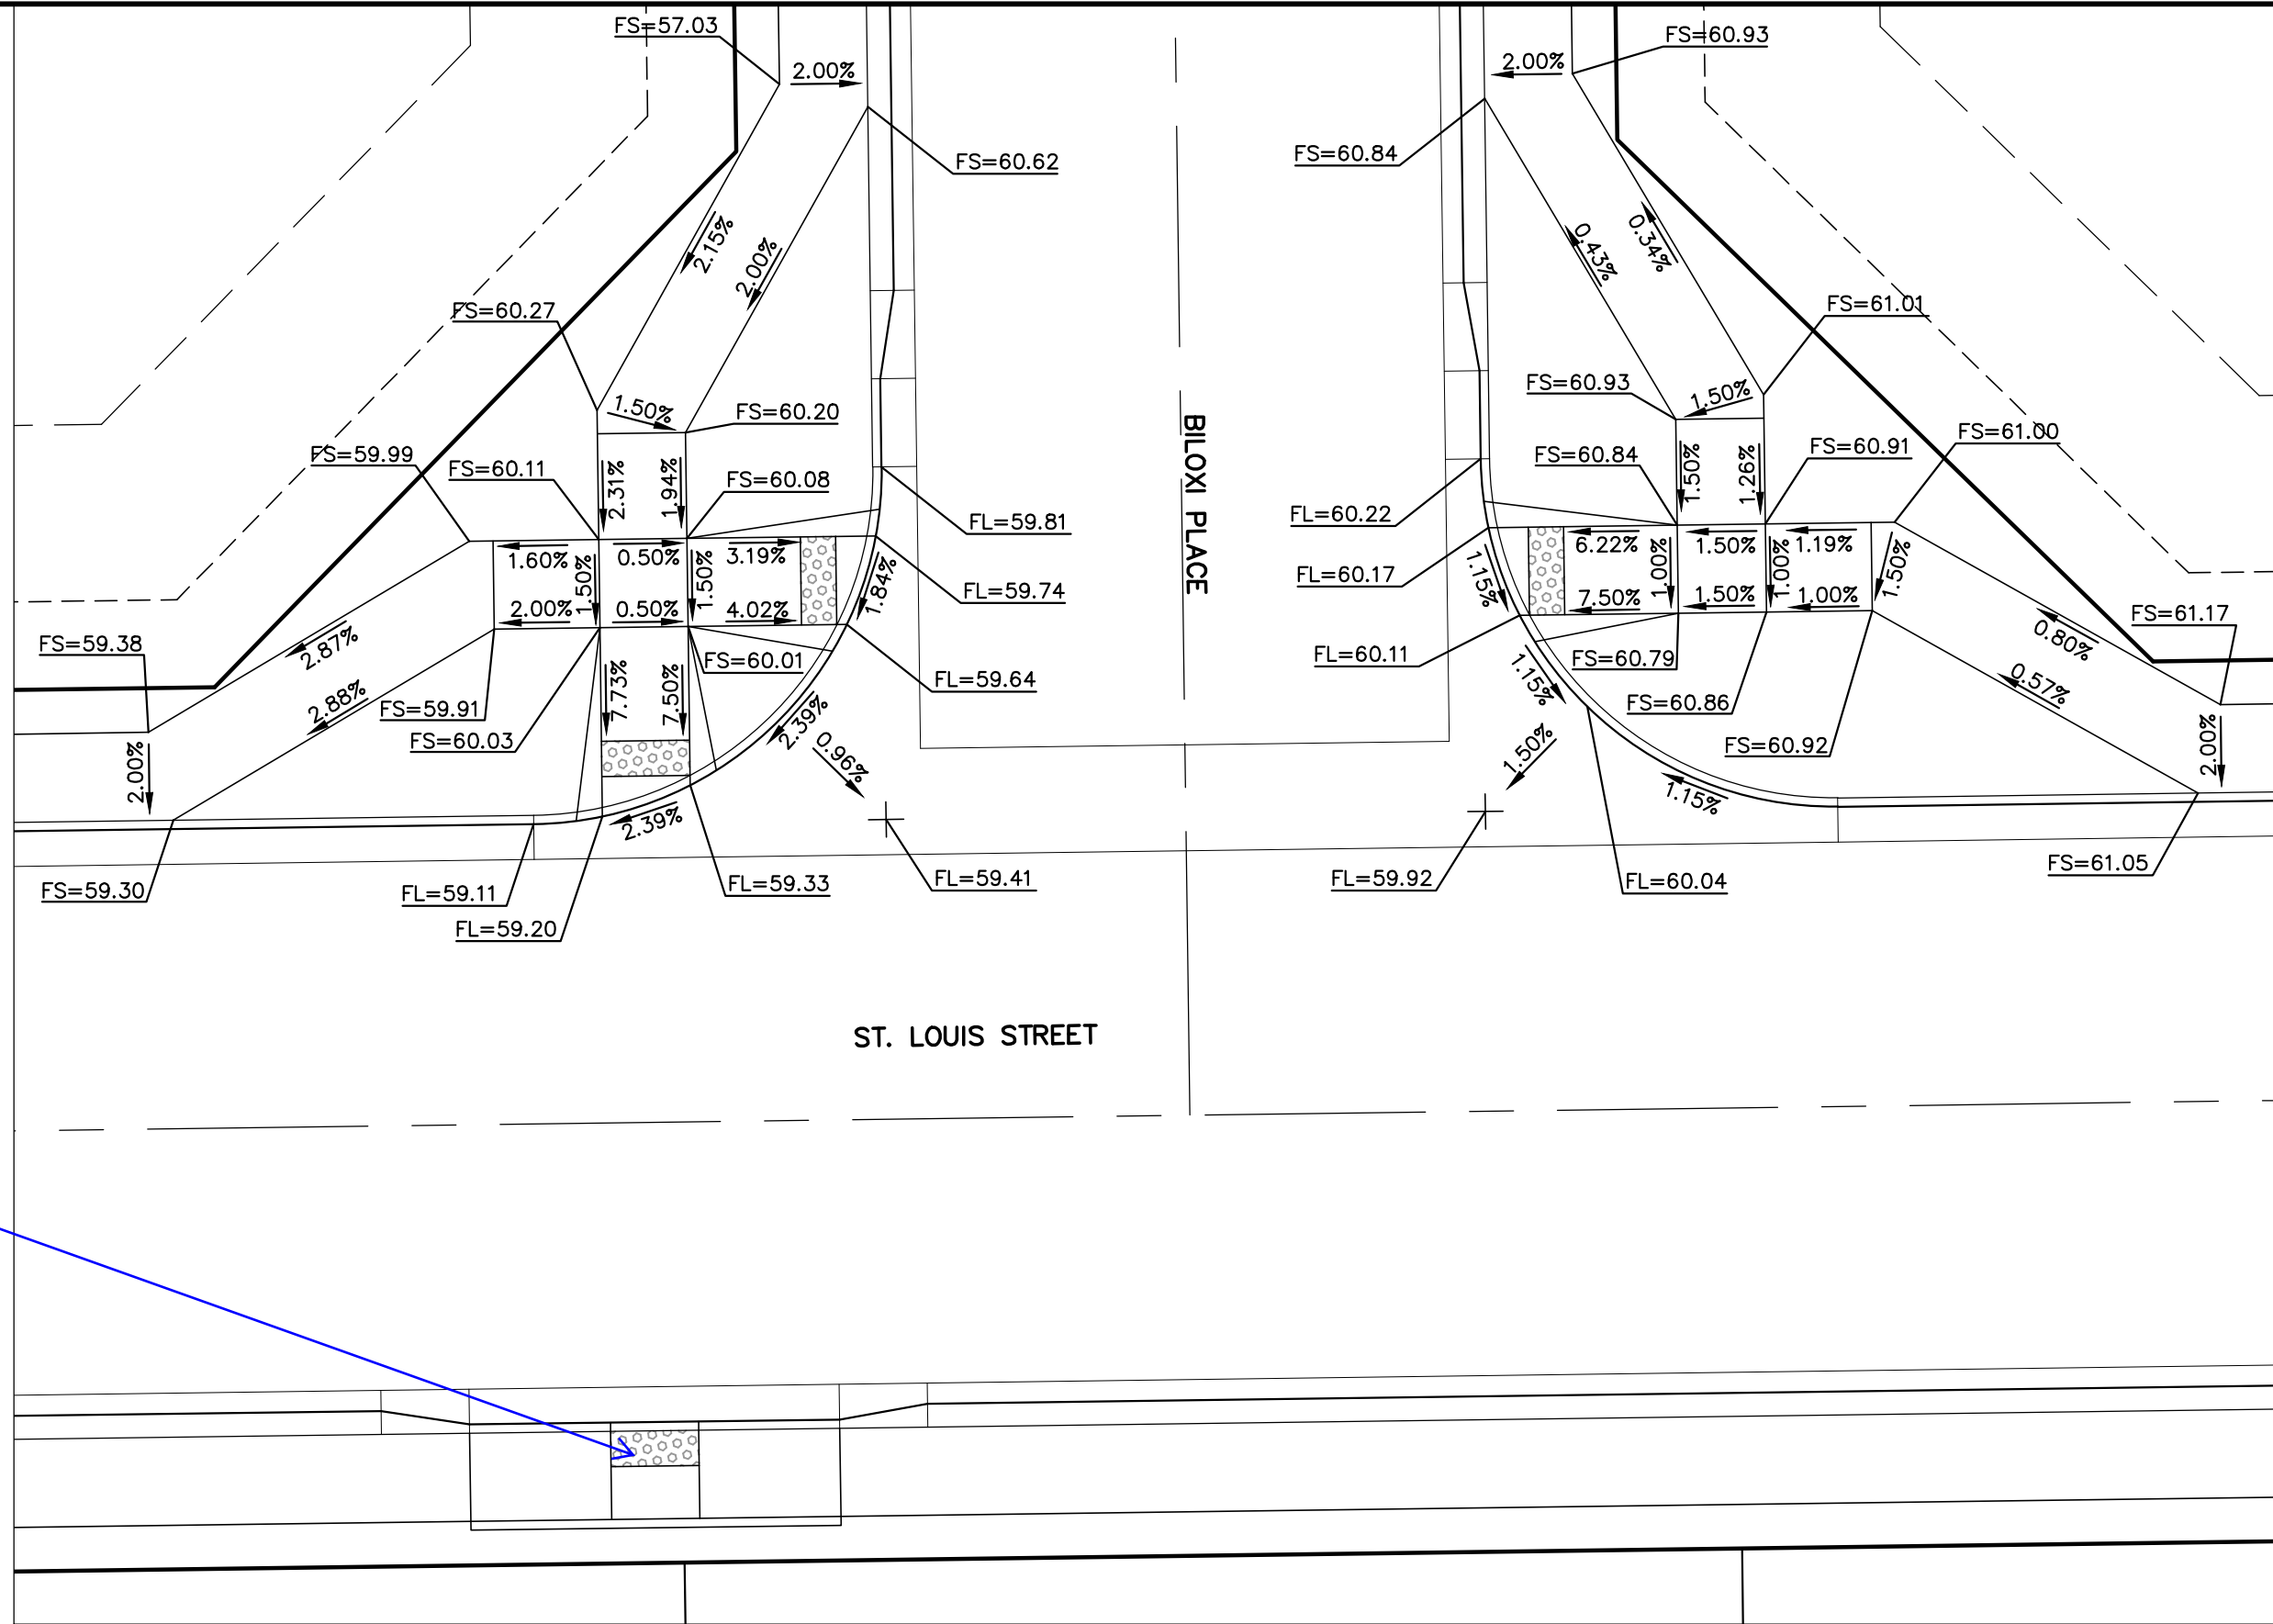 FS=57.03
2.00%
FS=60.62
2.15%
2.00%
FS=60.27
1.50%
FS=60.20
FS=59.99
FS=60.11
2.31%
1.94%
FS=60.08
FL=59.81
1.60%
0.50%
3.19%
1.50%
1.50%
2.00%
0.50%
4.02%
1.84%
FL=59.74
FS=59.38
2.87%
2.88%
FS=59.91
FS=60.03
7.73%
7.50%
FS=60.01
FL=59.64
2.00%
2.39%
0.96%
2.39%
FS=59.30
FL=59.11
FL=59.20
FL=59.33
FL=59.41
BILOXI PLACE
2.00%
FS=60.93
FS=60.84
0.43%
0.34%
FS=61.01
FS=60.93
1.50%
FS=60.84
1.50%
1.26%
FS=60.91
FS=61.00
FL=60.22
6.22%
1.50%
1.19%
1.00%
1.00%
1.50%
FL=60.17
1.15%
7.50%
1.50%
1.00%
FS=61.17
0.80%
0.57%
FL=60.11
1.15%
FS=60.79
FS=60.86
FS=60.92
1.50%
1.15%
2.00%
FL=59.92
FL=60.04
FS=61.05
ST. LOUIS STREET